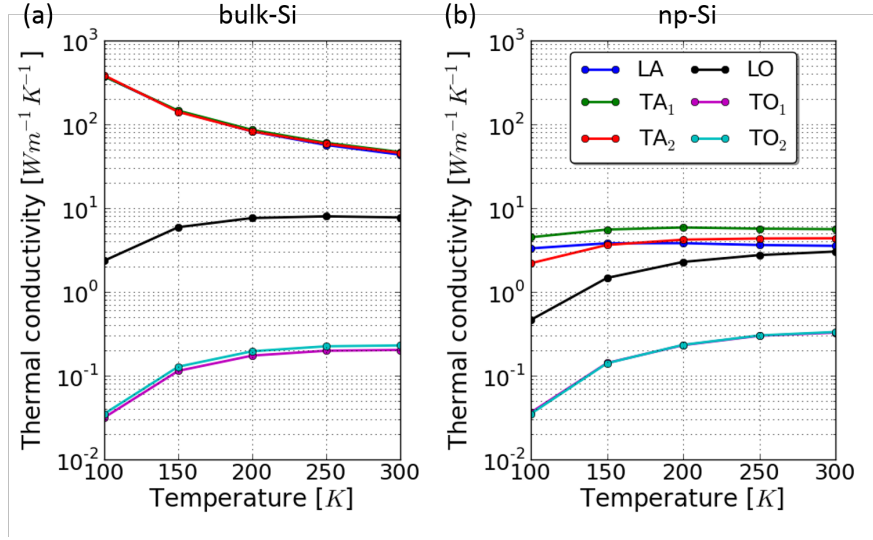 (a) bulk-Si
Thermal conductivity [Wm⁻¹K⁻¹]
10³
10²
10¹
10⁰
10⁻¹
10⁻²
100 150 200 250 300
Temperature [K]
(b) np-Si
Thermal conductivity [Wm⁻¹K⁻¹]
10³
10²
10¹
10⁰
10⁻¹
10⁻²
LA LO
TA₁ TO₁
TA₂ TO₂
100 150 200 250 300
Temperature [K]